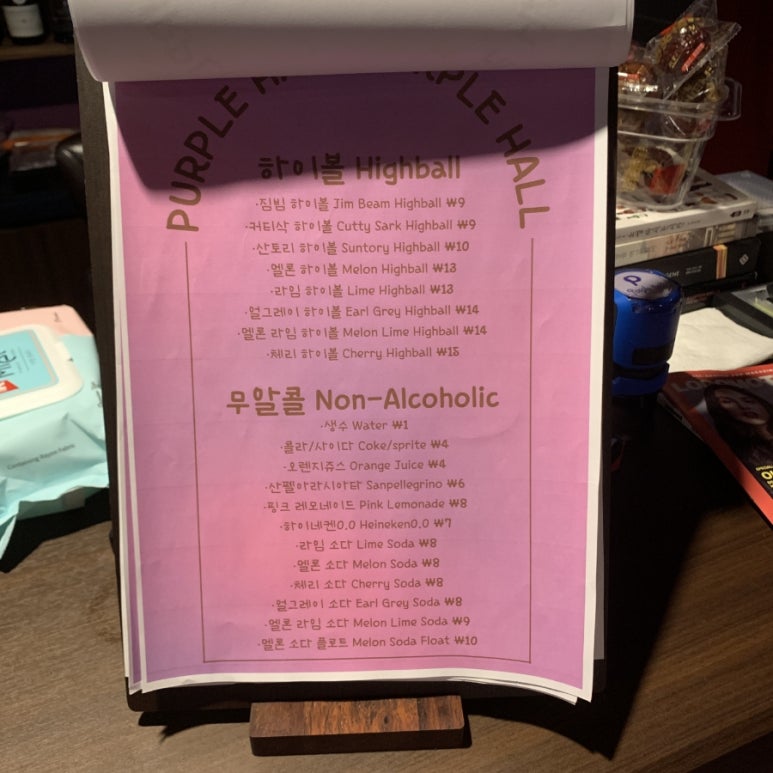 PURPLE HALL
하이볼 Highball
·짐빔 하이볼 Jim Beam Highball ₩9
·커티삭 하이볼 Cutty Sark Highball ₩9
·산토리 하이볼 Suntory Highball ₩10
·멜론 하이볼 Melon Highball ₩13
·라임 하이볼 Lime Highball ₩13
·얼그레이 하이볼 Earl Grey Highball ₩14
·멜론 라임 하이볼 Melon Lime Highball ₩14
·체리 하이볼 Cherry Highball ₩15
무알콜 Non-Alcoholic
·생수 Water ₩1
·콜라/사이다 Coke/sprite ₩4
·오렌지쥬스 Orange Juice ₩4
·산펠아라시아타 Sanpellegrino ₩6
·핑크 레모네이드 Pink Lemonade ₩8
·하이네켄0.0 Heineken0.0 ₩7
·라임 소다 Lime Soda ₩8
·멜론 소다 Melon Soda ₩8
·체리 소다 Cherry Soda ₩8
·얼그레이 소다 Earl Grey Soda ₩8
·멜론 라임 소다 Melon Lime Soda ₩9
·멜론 소다 플로트 Melon Soda Float ₩10